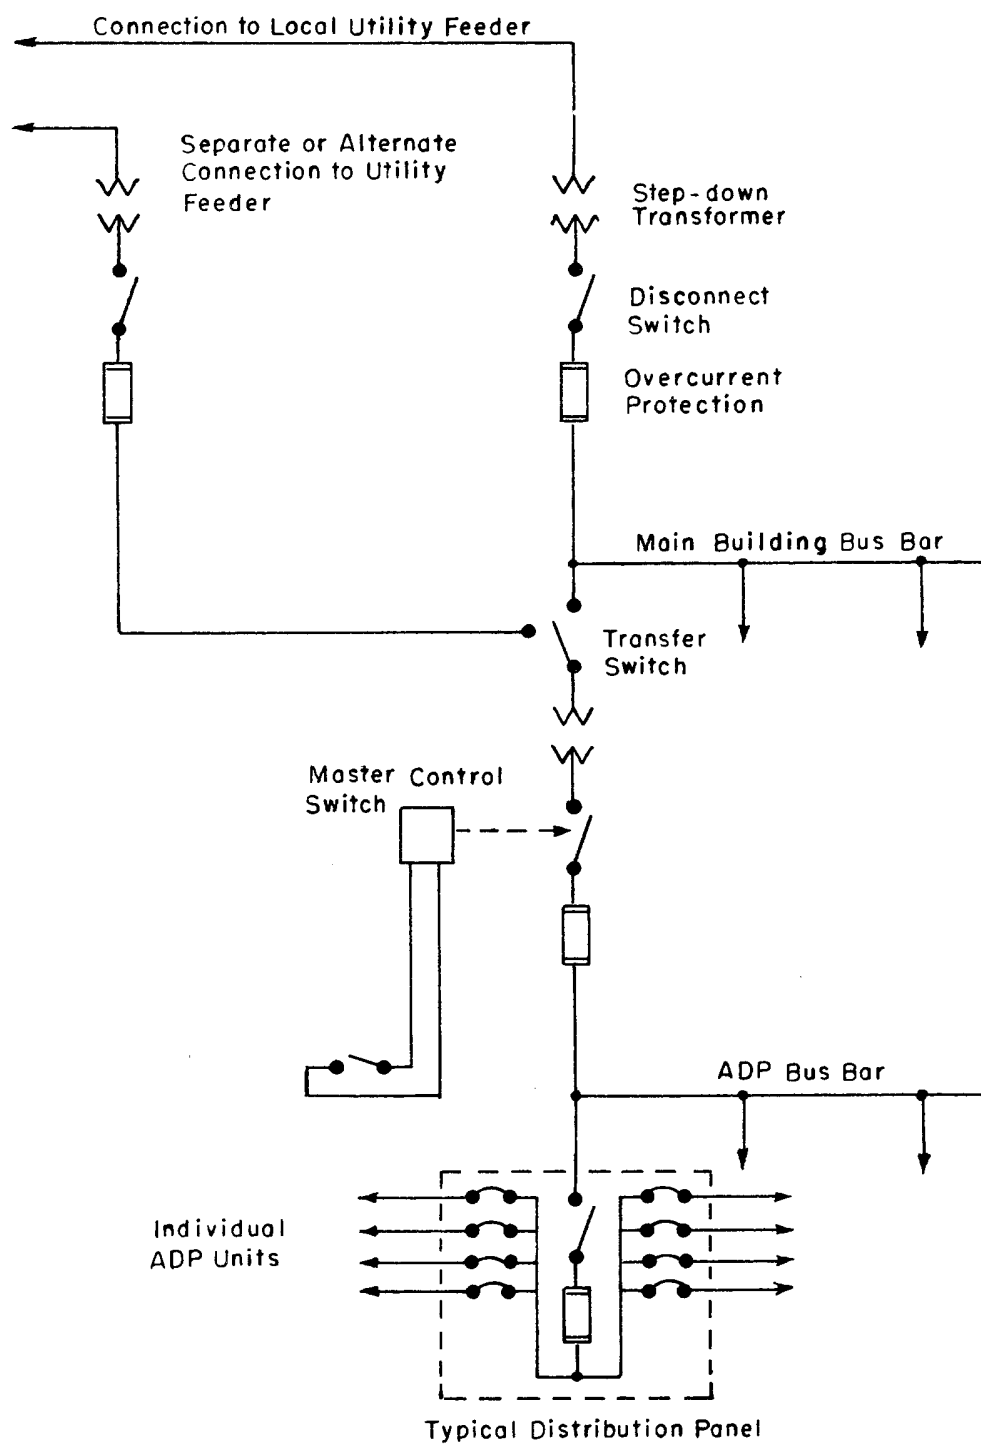 Connection to Local Utility Feeder
Separate or Alternate
Connection to Utility
Feeder
Step-down
Transformer
Disconnect
Switch
Overcurrent
Protection
Main Building Bus Bar
Transfer
Switch
Master Control
Switch
ADP Bus Bar
Individual
ADP Units
Typical Distribution Panel